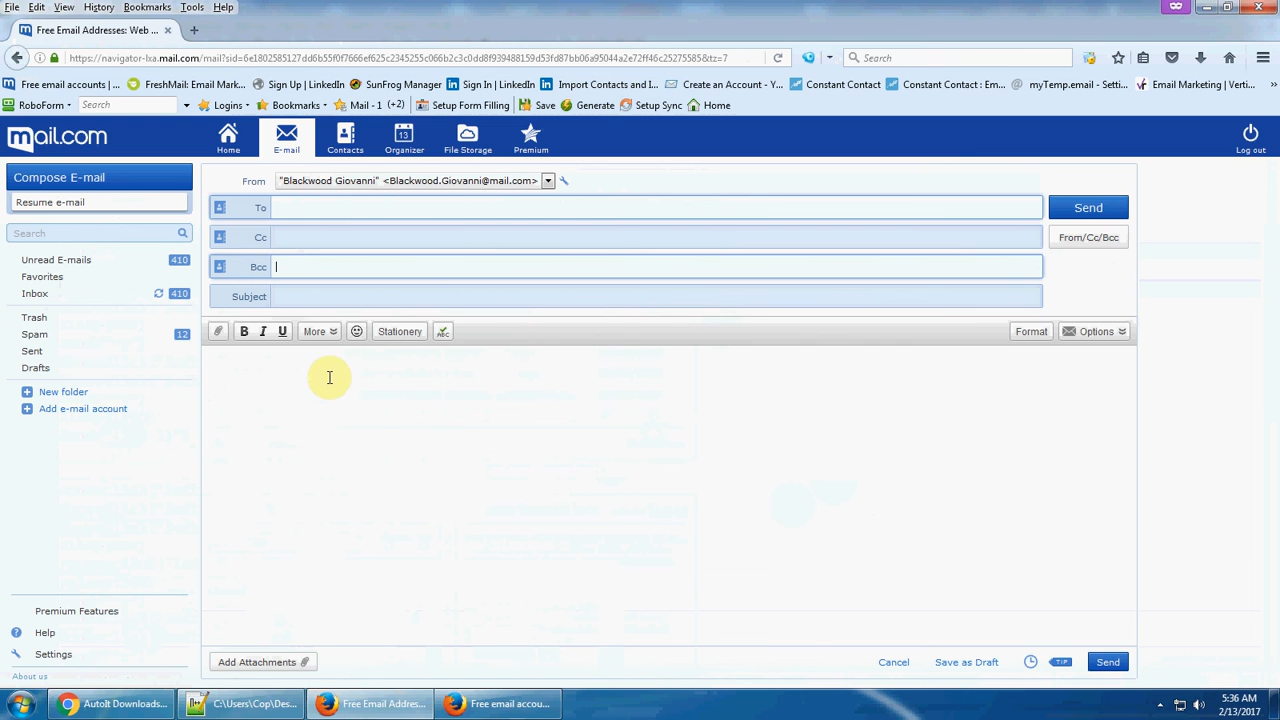 File Edit View History Bookmarks Tools Help
Free Email Addresses: Web ...
https://navigator-lxa.mail.com/mail?sid=6e1802585127dd6b55f0f7666ef625c2345255c066b2c3c0dd8f939488159d53fd87bb06a95044a2e72ff46c25275585&tz=7
Search
Free email accounts | ...
FreshMail: Email Mark...
Sign Up | LinkedIn
SunFrog Manager
Sign In | LinkedIn
Import Contacts and I...
Create an Account - Y...
Constant Contact
Constant Contact : Em...
myTemp.email - Setti...
Email Marketing | Verti...
RoboForm
Search
Logins
Bookmarks
Mail - 1 (+2)
Setup Form Filling
Save
Generate
Setup Sync
Home
mail.com
Home
E-mail
13
Contacts
Organizer
File Storage
Premium
Log out
Compose E-mail
Resume e-mail
Search
Unread E-mails 410
Favorites
Inbox 410
Trash
Spam 12
Sent
Drafts
New folder
Add e-mail account
Premium Features
Help
Settings
About us
From "Blackwood Giovanni" <Blackwood.Giovanni@mail.com>
To
Send
Cc
From/Cc/Bcc
Bcc
Subject
B I U More Stationery ABC Format Options
Add Attachments
Cancel
Save as Draft
TIP
Send
AutoIt Downloads...
C:\Users\Cop\Des...
Free Email Addres...
Free email accou...
5:36 AM
2/13/2017